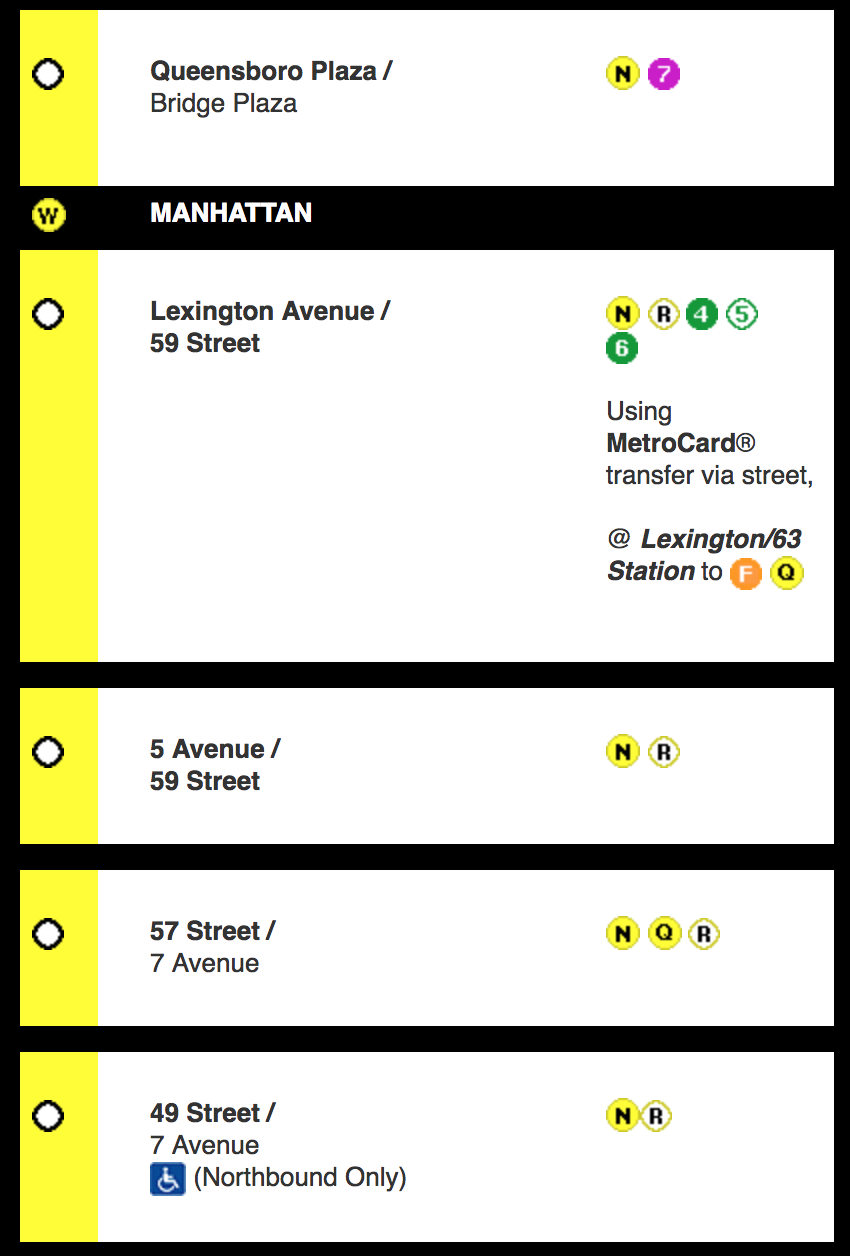 Queensboro Plaza /
Bridge Plaza
N 7
W MANHATTAN
Lexington Avenue /
59 Street
N R 4 5
6
Using
MetroCard®
transfer via street,
@ Lexington/63
Station to F Q
5 Avenue /
59 Street
N R
57 Street /
7 Avenue
N Q R
49 Street /
7 Avenue
(Northbound Only)
N R